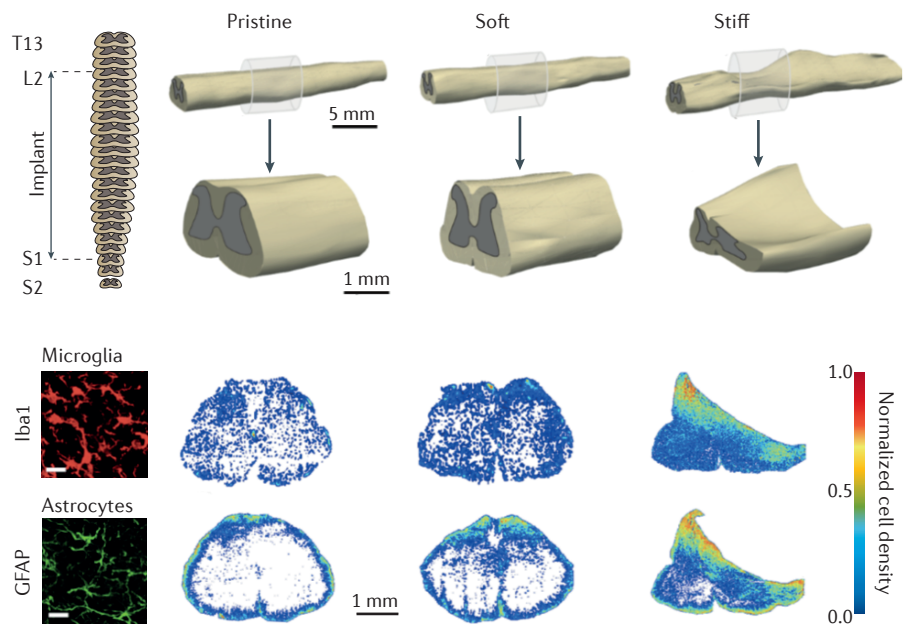 Pristine
Soft
Stiff
T13
L2
Implant
S1
S2
5 mm
1 mm
Microglia
Iba1
Astrocytes
GFAP
1 mm
1.0
0.5
0.0
Normalized cell density